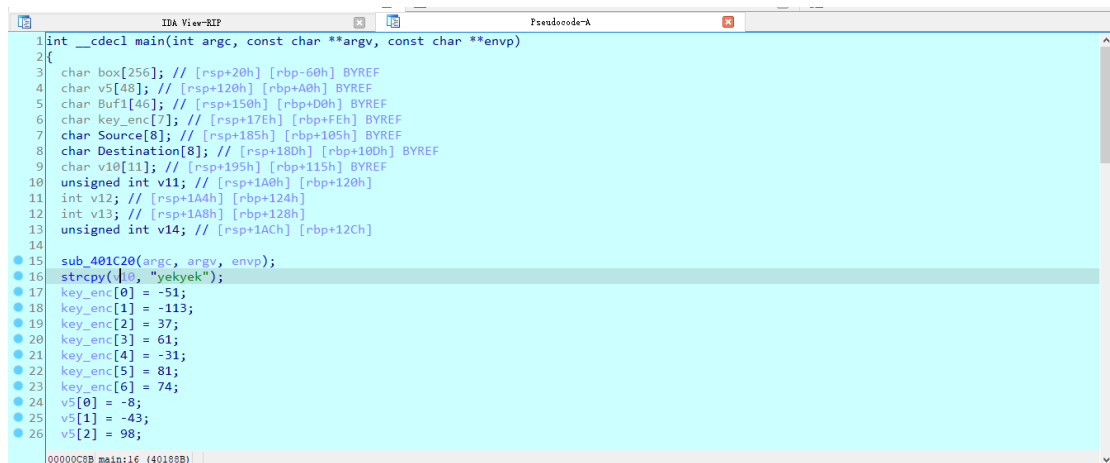 IDA View-RIP Pseudocode-A
1 int __cdecl main(int argc, const char **argv, const char **envp)
2 {
3 char box[256]; // [rsp+20h] [rbp-60h] BYREF
4 char v5[48]; // [rsp+120h] [rbp+A0h] BYREF
5 char Buf1[46]; // [rsp+150h] [rbp+D0h] BYREF
6 char key_enc[7]; // [rsp+17Eh] [rbp+FEh] BYREF
7 char Source[8]; // [rsp+185h] [rbp+105h] BYREF
8 char Destination[8]; // [rsp+18Dh] [rbp+10Dh] BYREF
9 char v10[11]; // [rsp+195h] [rbp+115h] BYREF
10 unsigned int v11; // [rsp+1A0h] [rbp+120h]
11 int v12; // [rsp+1A4h] [rbp+124h]
12 int v13; // [rsp+1A8h] [rbp+128h]
13 unsigned int v14; // [rsp+1ACh] [rbp+12Ch]
14
15 sub_401C20(argc, argv, envp);
16 strcpy(v10, "yekyek");
17 key_enc[0] = -51;
18 key_enc[1] = -113;
19 key_enc[2] = 37;
20 key_enc[3] = 61;
21 key_enc[4] = -31;
22 key_enc[5] = 81;
23 key_enc[6] = 74;
24 v5[0] = -8;
25 v5[1] = -43;
26 v5[2] = 98;
00000C8B main:16 (40188B)